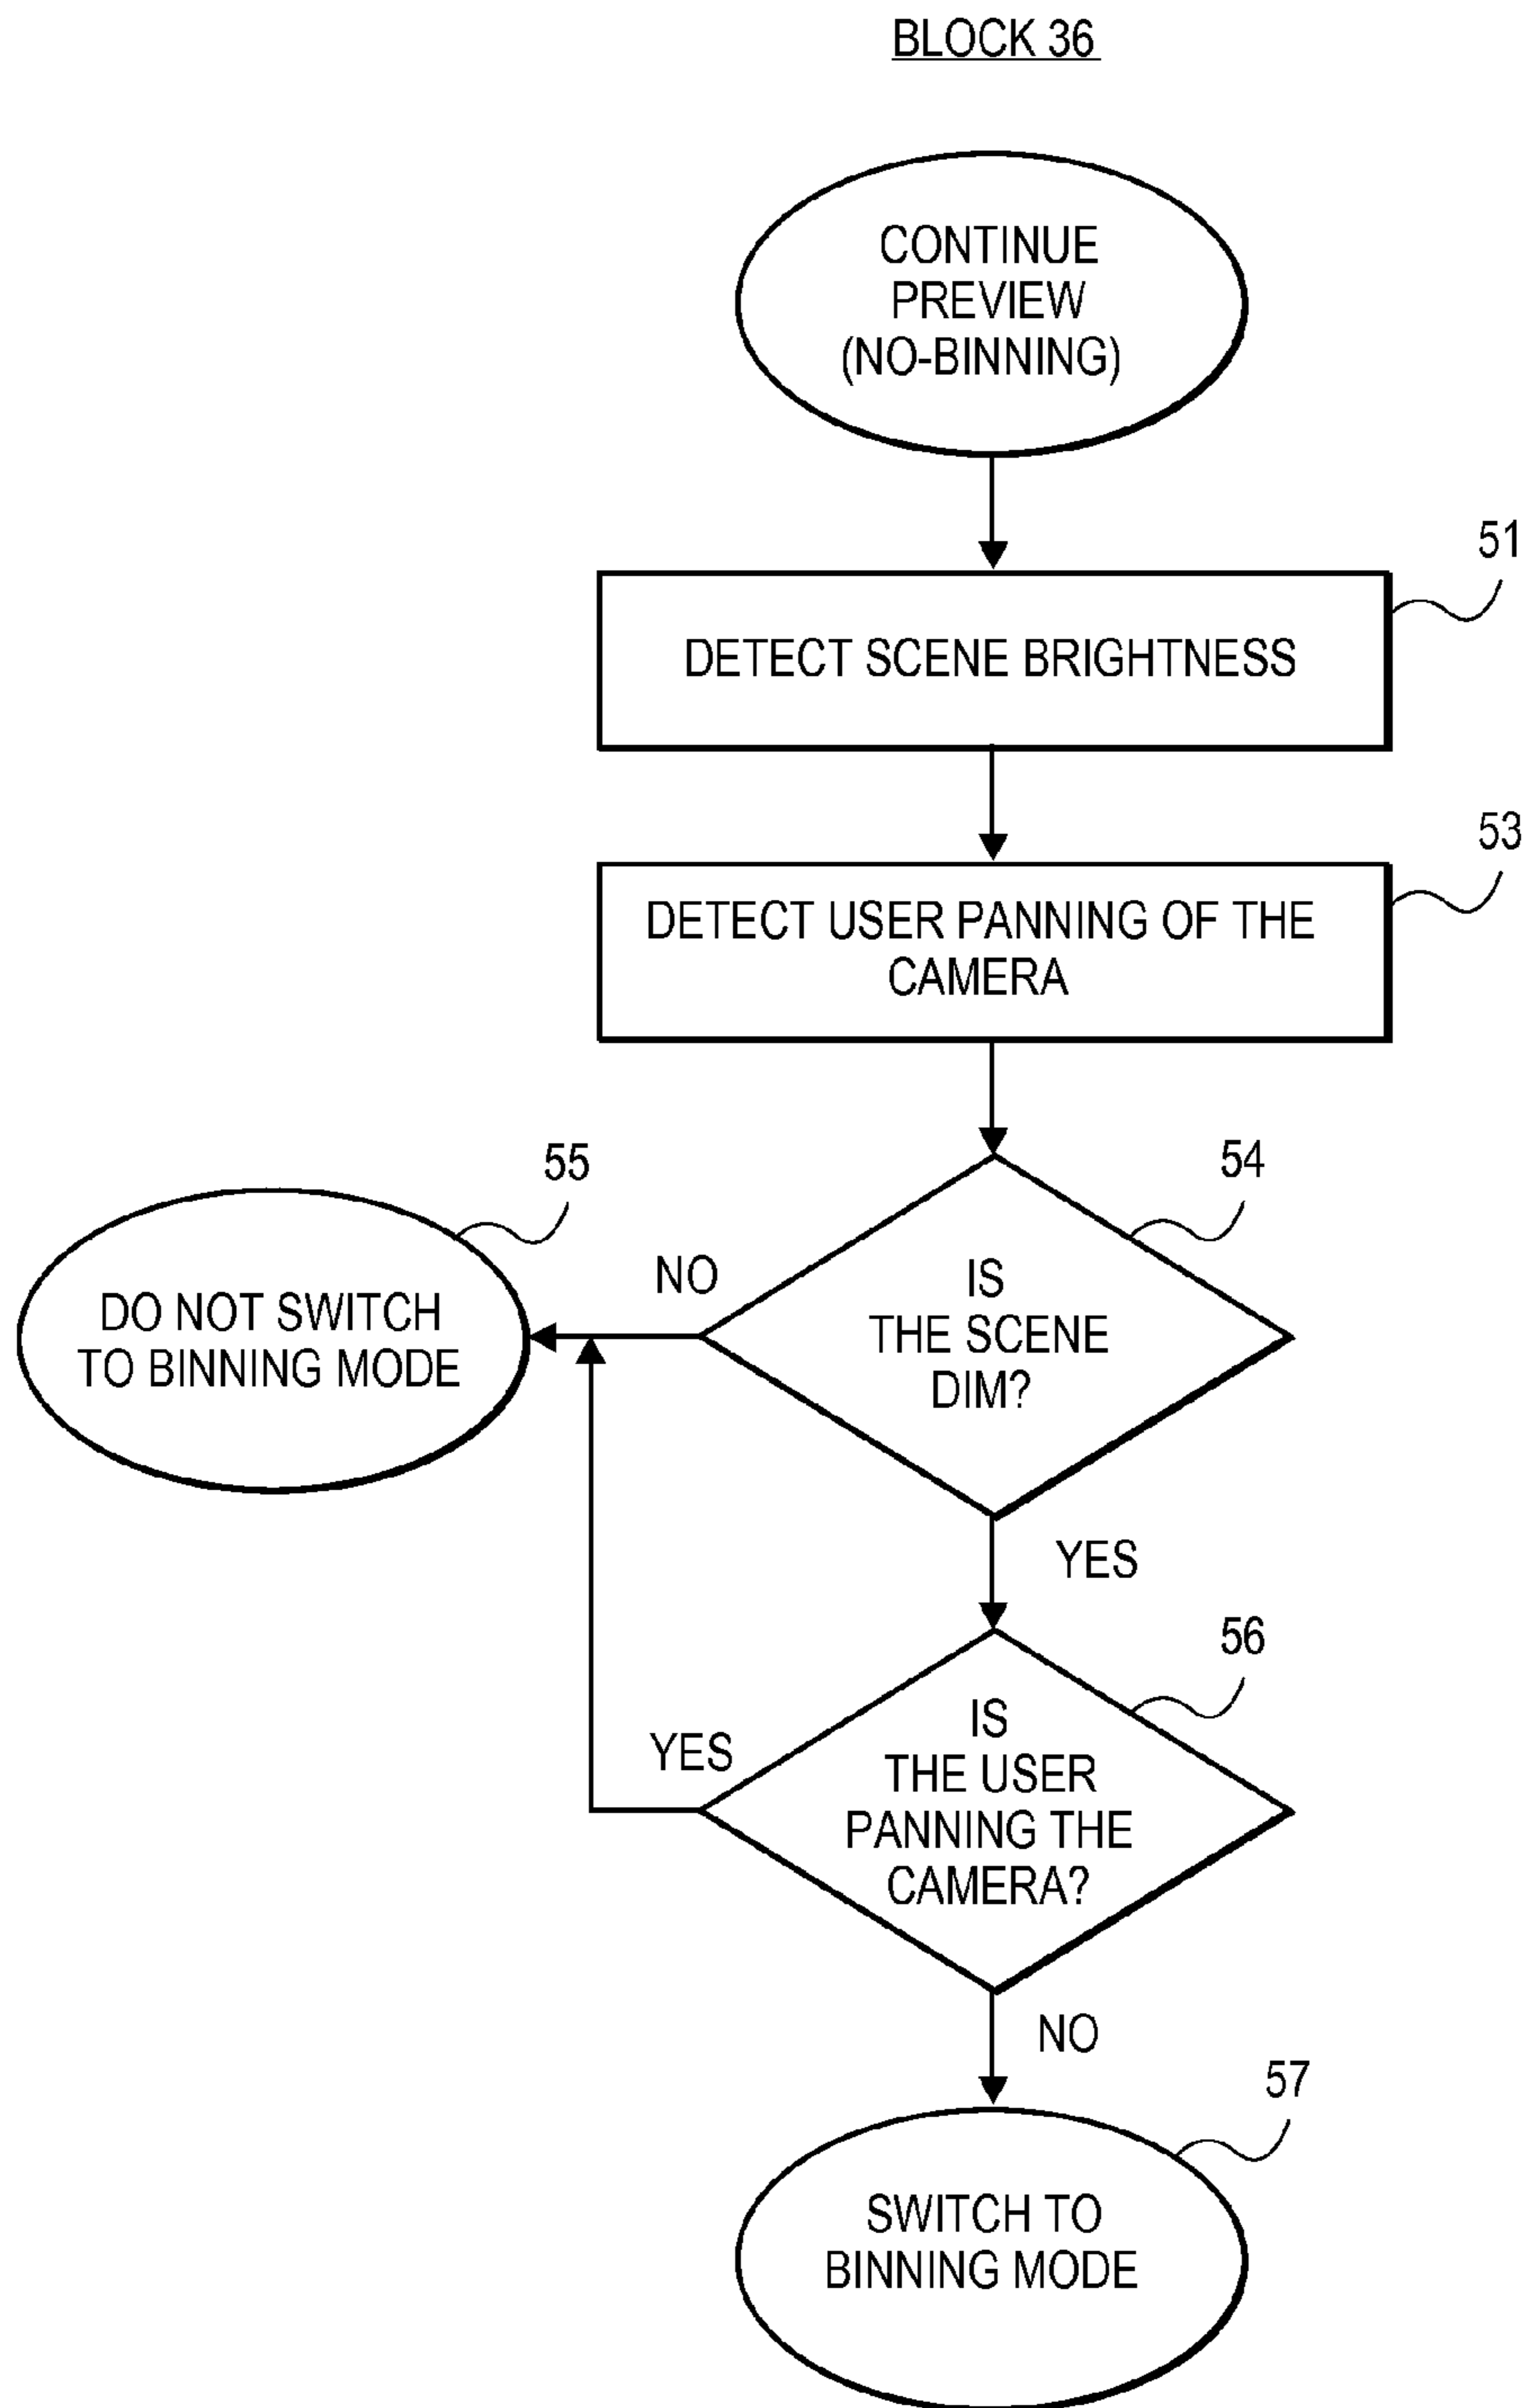 BLOCK 36
CONTINUE
PREVIEW
(NO-BINNING)
51
DETECT SCENE BRIGHTNESS
53
DETECT USER PANNING OF THE
CAMERA
54
55
NO
IS
THE SCENE
DIM?
DO NOT SWITCH
TO BINNING MODE
YES
56
YES
IS
THE USER
PANNING THE
CAMERA?
NO
57
SWITCH TO
BINNING MODE